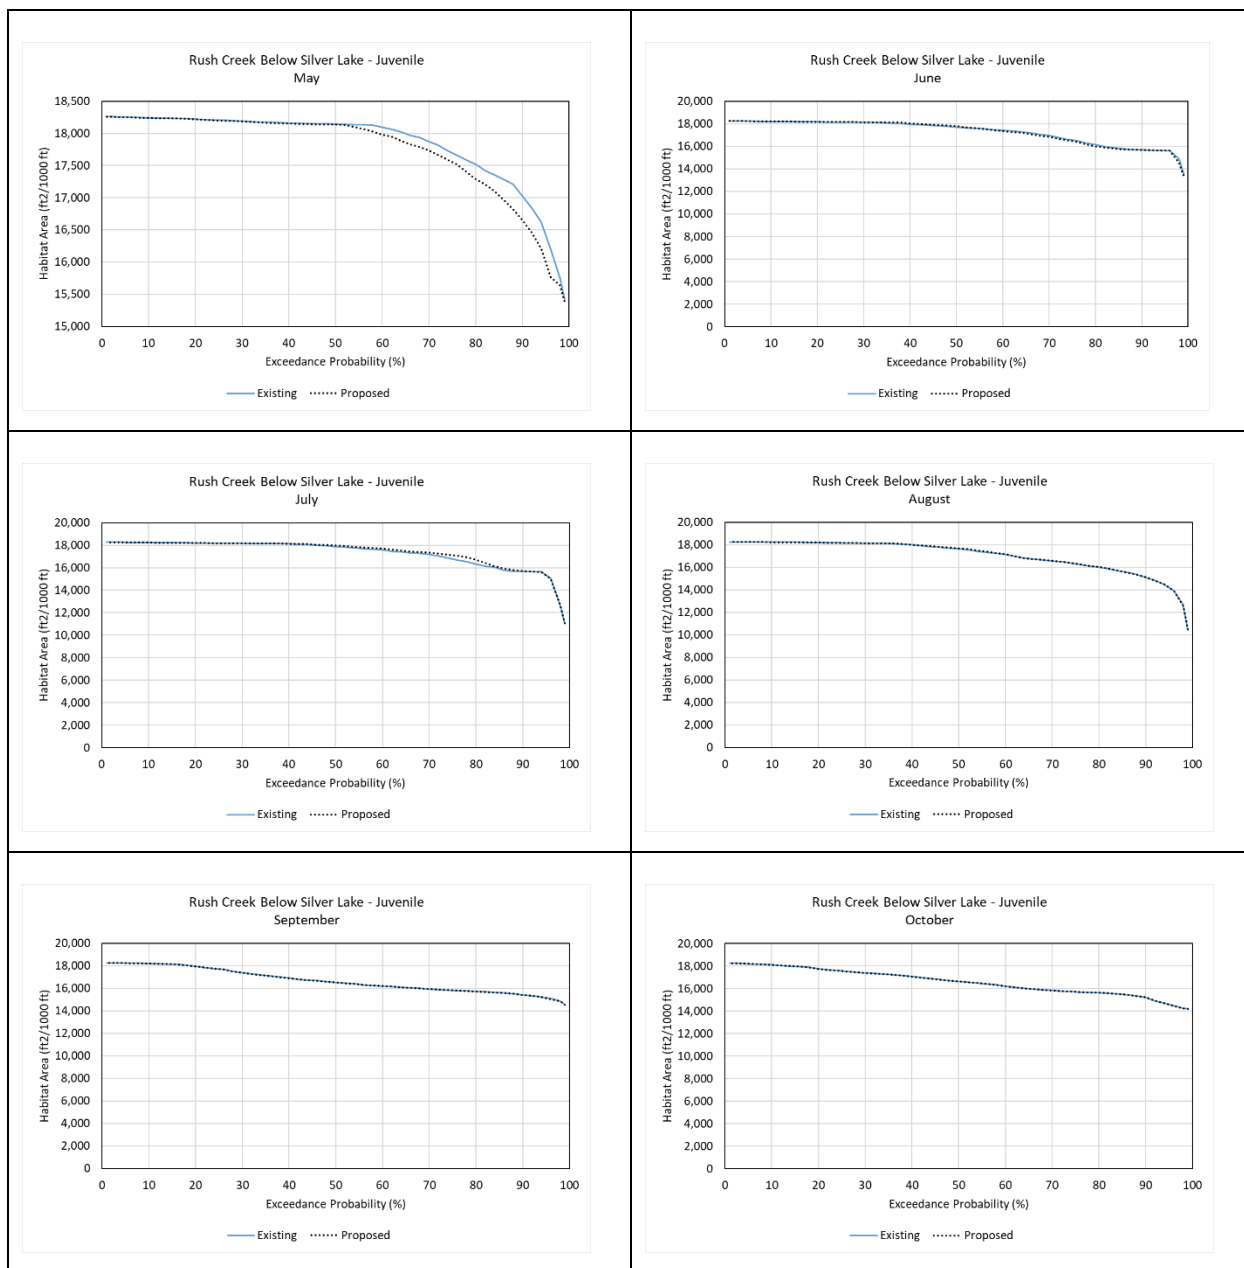 Rush Creek Below Silver Lake - Juvenile
May
Habitat Area (ft2/1000 ft)
18,500
18,000
17,500
17,000
16,500
16,000
15,500
15,000
0 10 20 30 40 50 60 70 80 90 100
Exceedance Probability (%)
Existing Proposed
Rush Creek Below Silver Lake - Juvenile
June
Habitat Area (ft2/1000 ft)
20,000
18,000
16,000
14,000
12,000
10,000
8,000
6,000
4,000
2,000
0
0 10 20 30 40 50 60 70 80 90 100
Exceedance Probability (%)
Existing Proposed
Rush Creek Below Silver Lake - Juvenile
July
Habitat Area (ft2/1000 ft)
20,000
18,000
16,000
14,000
12,000
10,000
8,000
6,000
4,000
2,000
0
0 10 20 30 40 50 60 70 80 90 100
Exceedance Probability (%)
Existing Proposed
Rush Creek Below Silver Lake - Juvenile
August
Habitat Area (ft2/1000 ft)
20,000
18,000
16,000
14,000
12,000
10,000
8,000
6,000
4,000
2,000
0
0 10 20 30 40 50 60 70 80 90 100
Exceedance Probability (%)
Existing Proposed
Rush Creek Below Silver Lake - Juvenile
September
Habitat Area (ft2/1000 ft)
20,000
18,000
16,000
14,000
12,000
10,000
8,000
6,000
4,000
2,000
0
0 10 20 30 40 50 60 70 80 90 100
Exceedance Probability (%)
Existing Proposed
Rush Creek Below Silver Lake - Juvenile
October
Habitat Area (ft2/1000 ft)
20,000
18,000
16,000
14,000
12,000
10,000
8,000
6,000
4,000
2,000
0
0 10 20 30 40 50 60 70 80 90 100
Exceedance Probability (%)
Existing Proposed